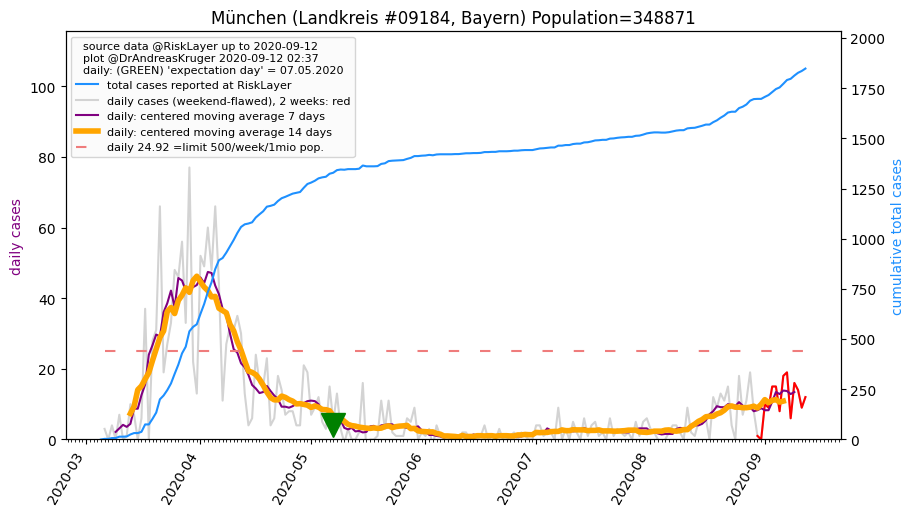 München (Landkreis #09184, Bayern) Population=348871
source data @RiskLayer up to 2020-09-12
plot @DrAndreasKruger 2020-09-12 02:37
daily: (GREEN) 'expectation day' = 07.05.2020
total cases reported at RiskLayer
daily cases (weekend-flawed), 2 weeks: red
daily: centered moving average 7 days
daily: centered moving average 14 days
daily 24.92 =limit 500/week/1mio pop.
daily cases
100
80
60
40
20
0
2000
1750
1500
1250
1000
750
500
250
0
cumulative total cases
2020-03
2020-04
2020-05
2020-06
2020-07
2020-08
2020-09